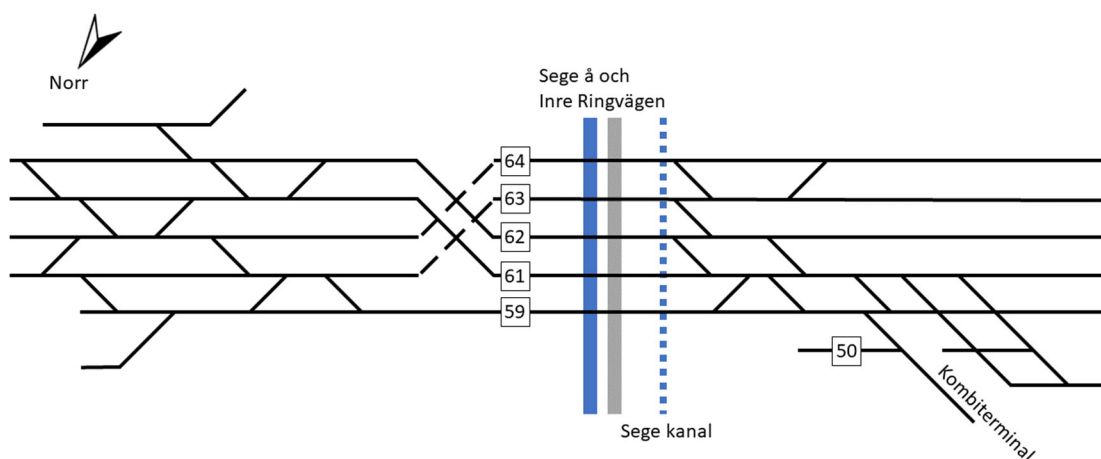 Norr
Sege å och
Inre Ringvägen
64
63
62
61
59
50
Kombiterminal
Sege kanal